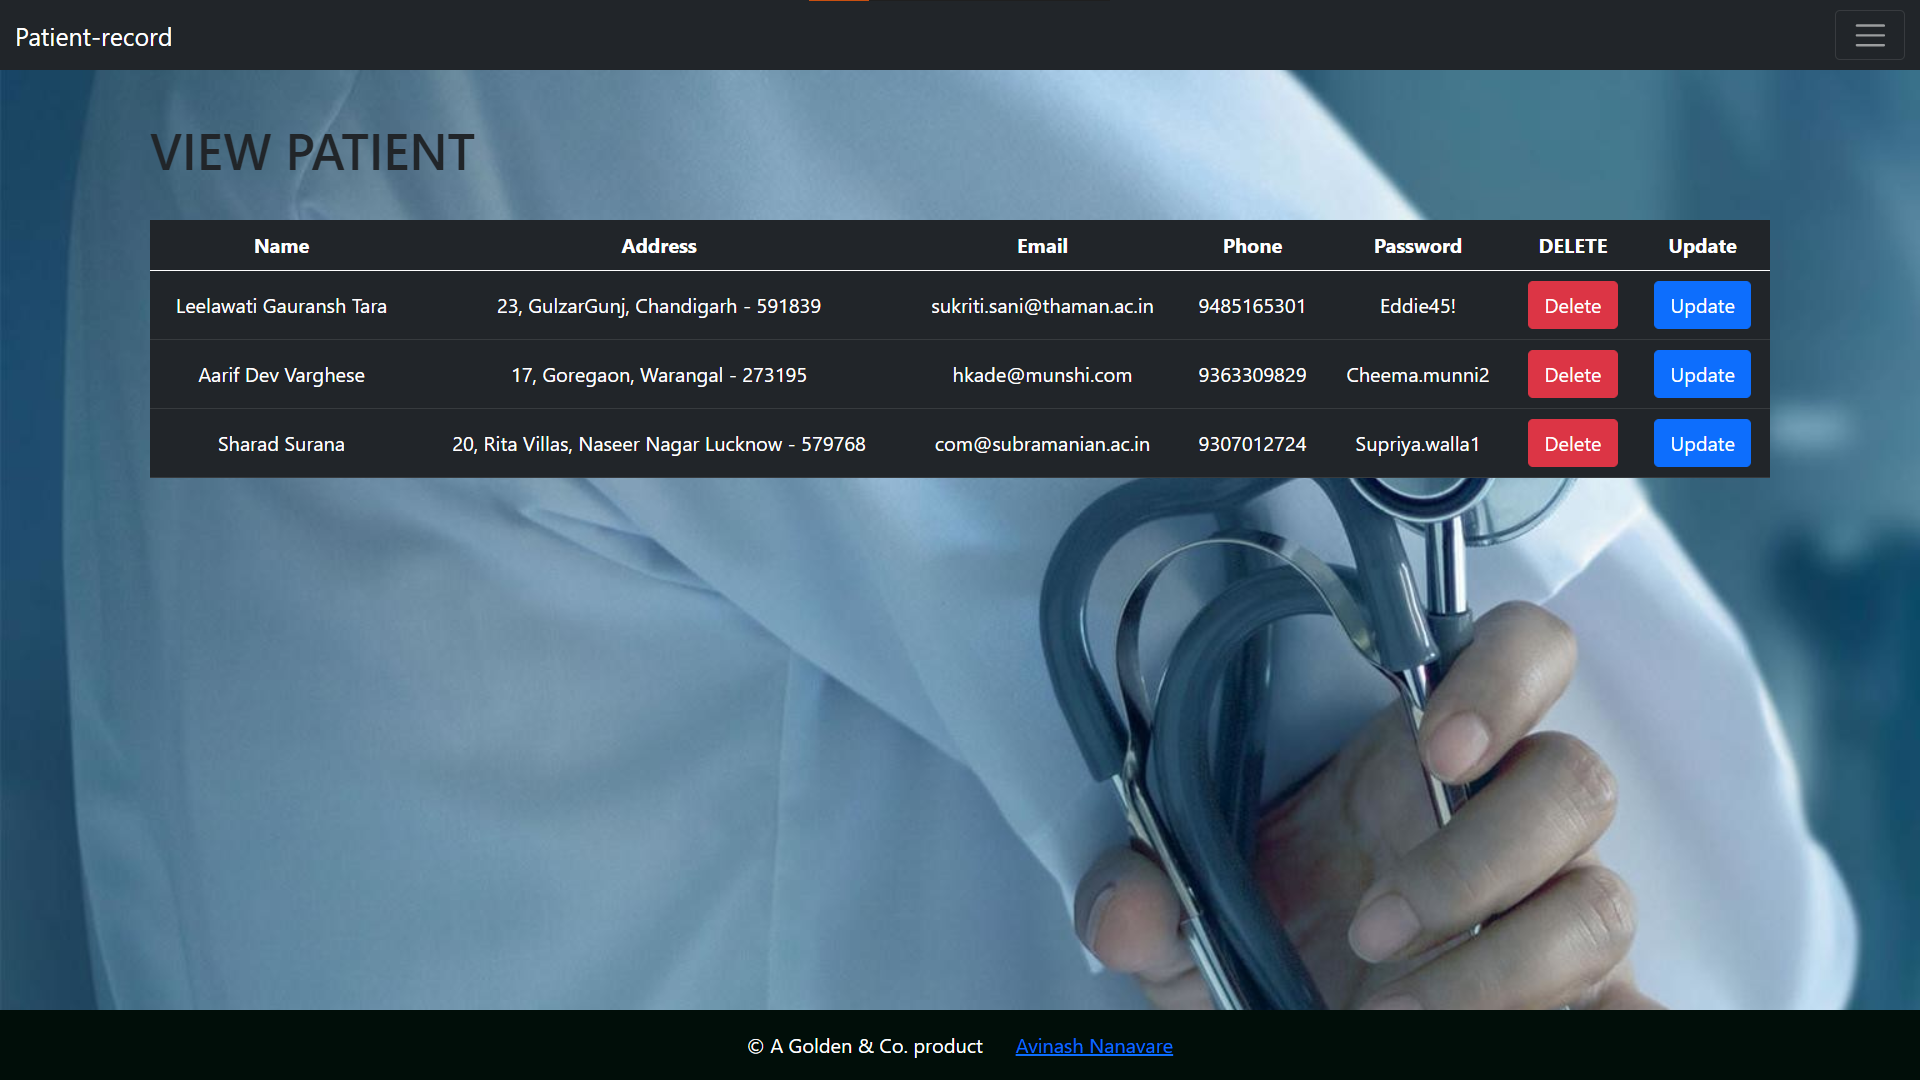 Patient-record
VIEW PATIENT
Name Address Email Phone Password DELETE Update
Leelawati Gauransh Tara 23, GulzarGunj, Chandigarh - 591839 sukriti.sani@thaman.ac.in 9485165301 Eddie45! Delete Update
Aarif Dev Varghese 17, Goregaon, Warangal - 273195 hkade@munshi.com 9363309829 Cheema.munni2 Delete Update
Sharad Surana 20, Rita Villas, Naseer Nagar Lucknow - 579768 com@subramanian.ac.in 9307012724 Supriya.walla1 Delete Update
© A Golden & Co. product Avinash Nanavare